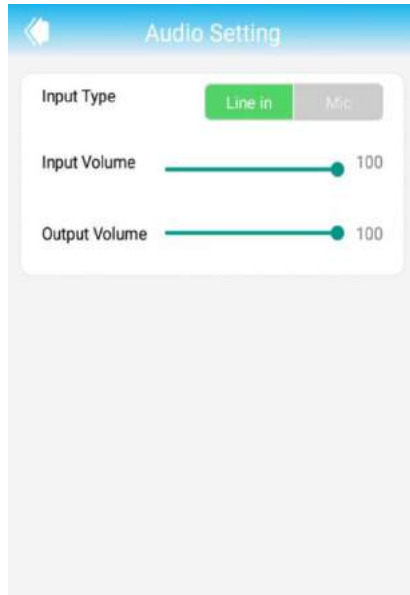 Audio Setting
Input Type Line in Mic
Input Volume 100
Output Volume 100